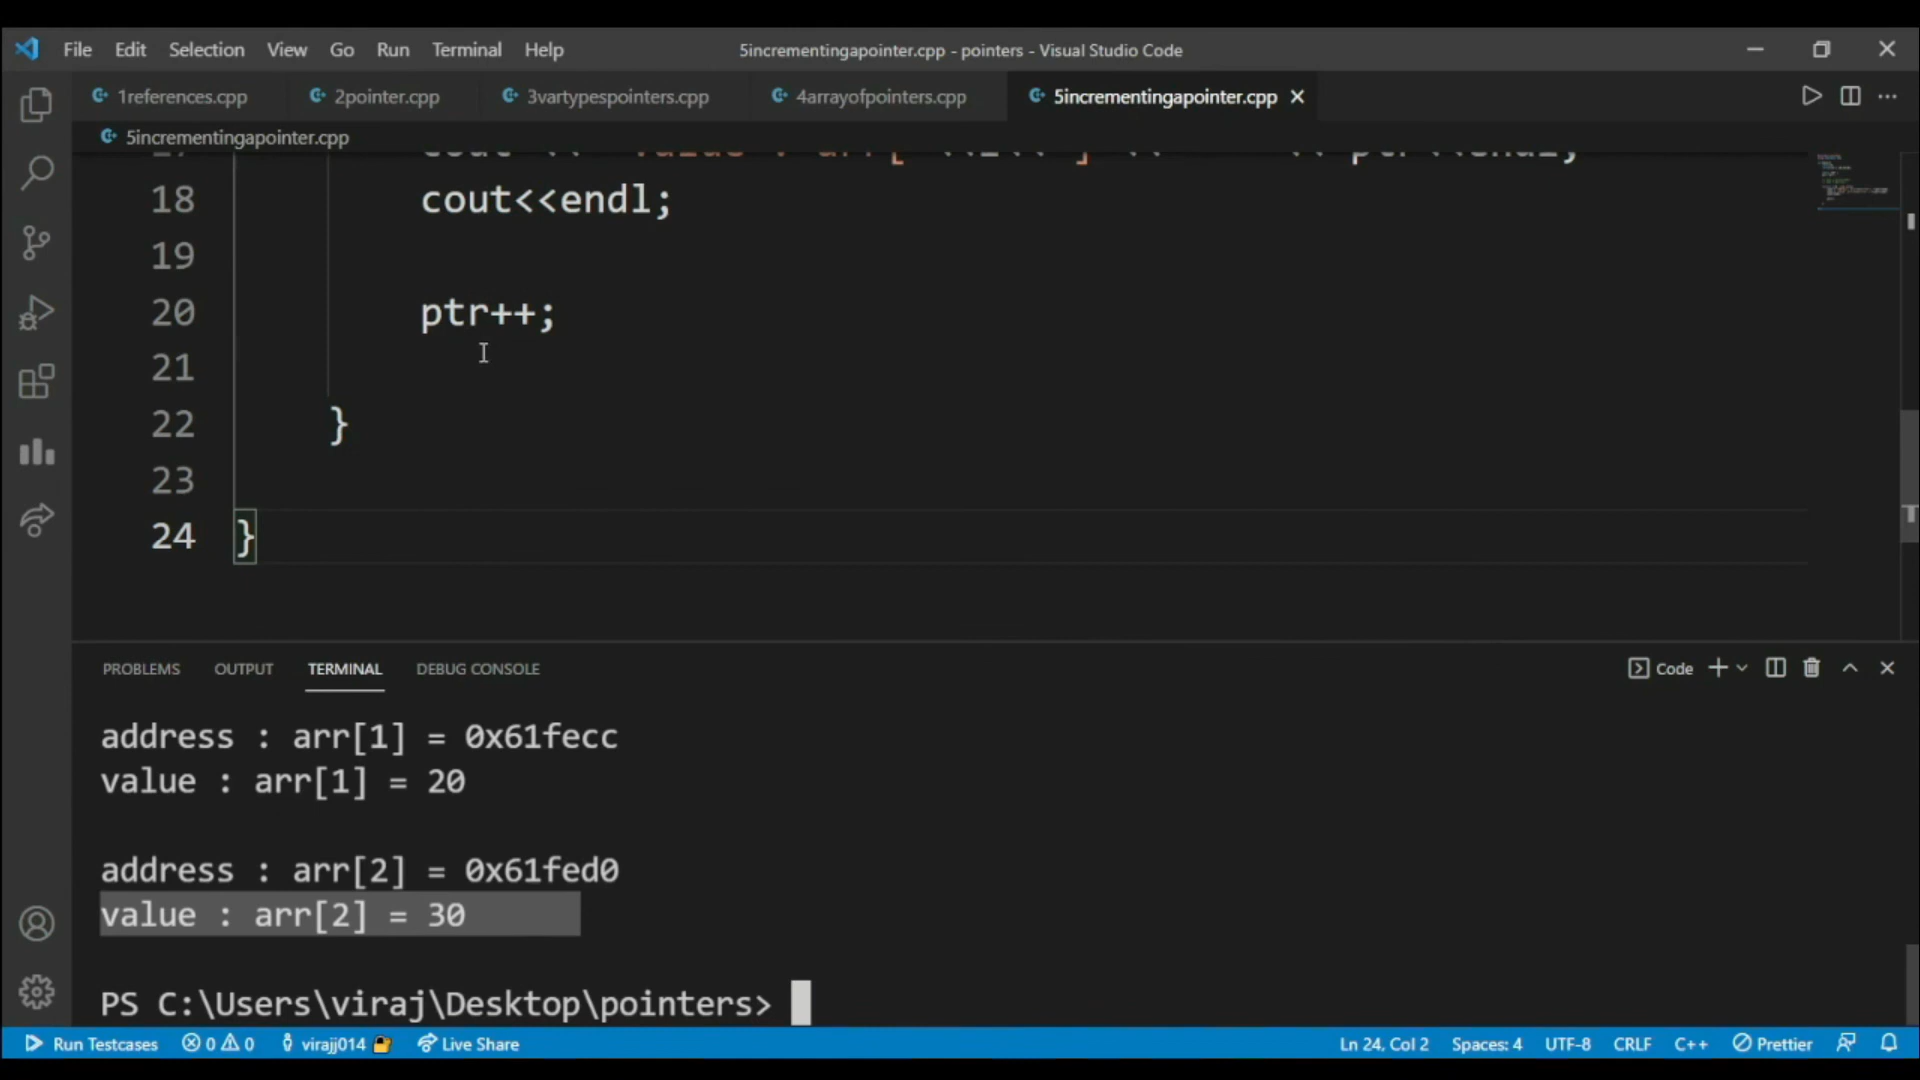 File Edit Selection View Go Run Terminal Help 5incrementingapointer.cpp - pointers - Visual Studio Code
1references.cpp 2pointer.cpp 3vartypespointers.cpp 4arrayofpointers.cpp 5incrementingapointer.cpp
5incrementingapointer.cpp
18 cout<<endl;
19
20 ptr++;
21
22 }
23
24 }
PROBLEMS OUTPUT TERMINAL DEBUG CONSOLE Code
address : arr[1] = 0x61fecc
value : arr[1] = 20
address : arr[2] = 0x61fed0
value : arr[2] = 30
PS C:\Users\viraj\Desktop\pointers>
Run Testcases 0 0 virajj014 Live Share Ln 24, Col 2 Spaces: 4 UTF-8 CRLF C++ Prettier